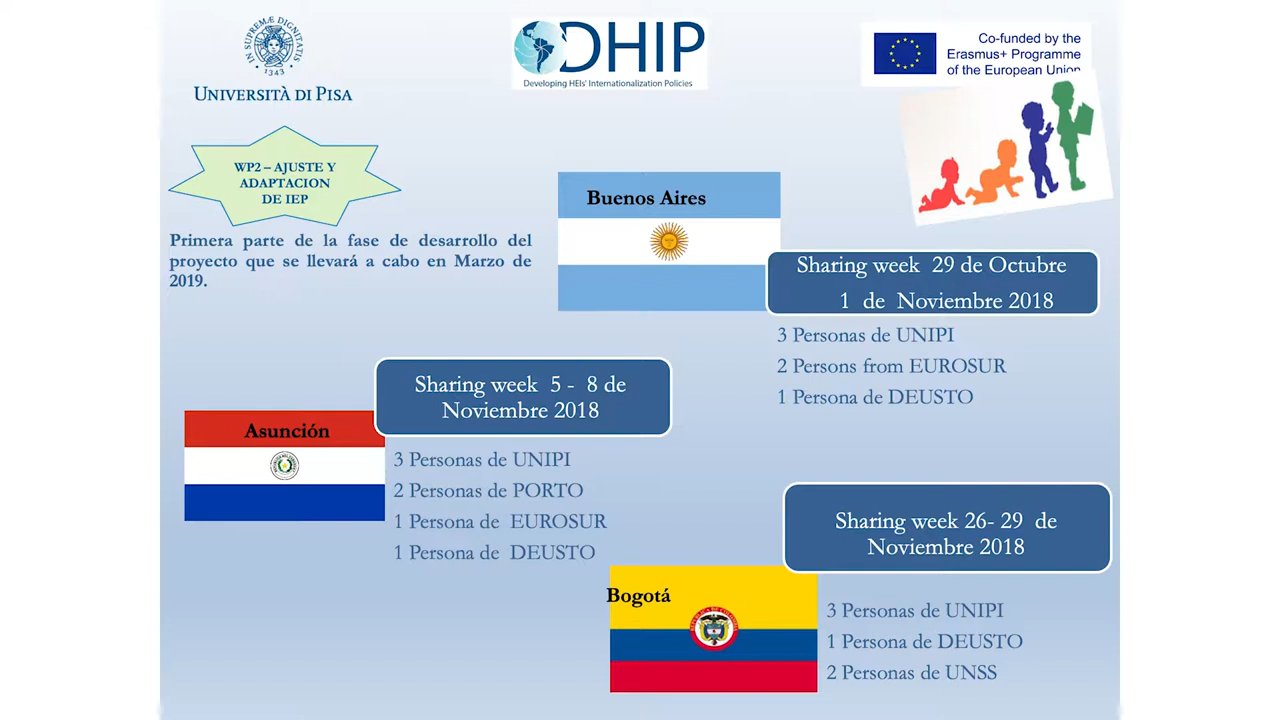 IN SUPREMÆ DIGNITATIS
1343
UNIVERSITÀ DI PISA
DHIP
Developing HEIs' Internationalization Policies
Co-funded by the
Erasmus+ Programme
of the European Union
WP2 – AJUSTE Y
ADAPTACION
DE IEP
Primera parte de la fase de desarrollo del
proyecto que se llevará a cabo en Marzo de
2019.
Buenos Aires
Sharing week 29 de Octubre
1 de Noviembre 2018
3 Personas de UNIPI
2 Persons from EUROSUR
1 Persona de DEUSTO
Sharing week 5 - 8 de
Noviembre 2018
Asunción
3 Personas de UNIPI
2 Personas de PORTO
1 Persona de EUROSUR
1 Persona de DEUSTO
Sharing week 26- 29 de
Noviembre 2018
Bogotá
3 Personas de UNIPI
1 Persona de DEUSTO
2 Personas de UNSS